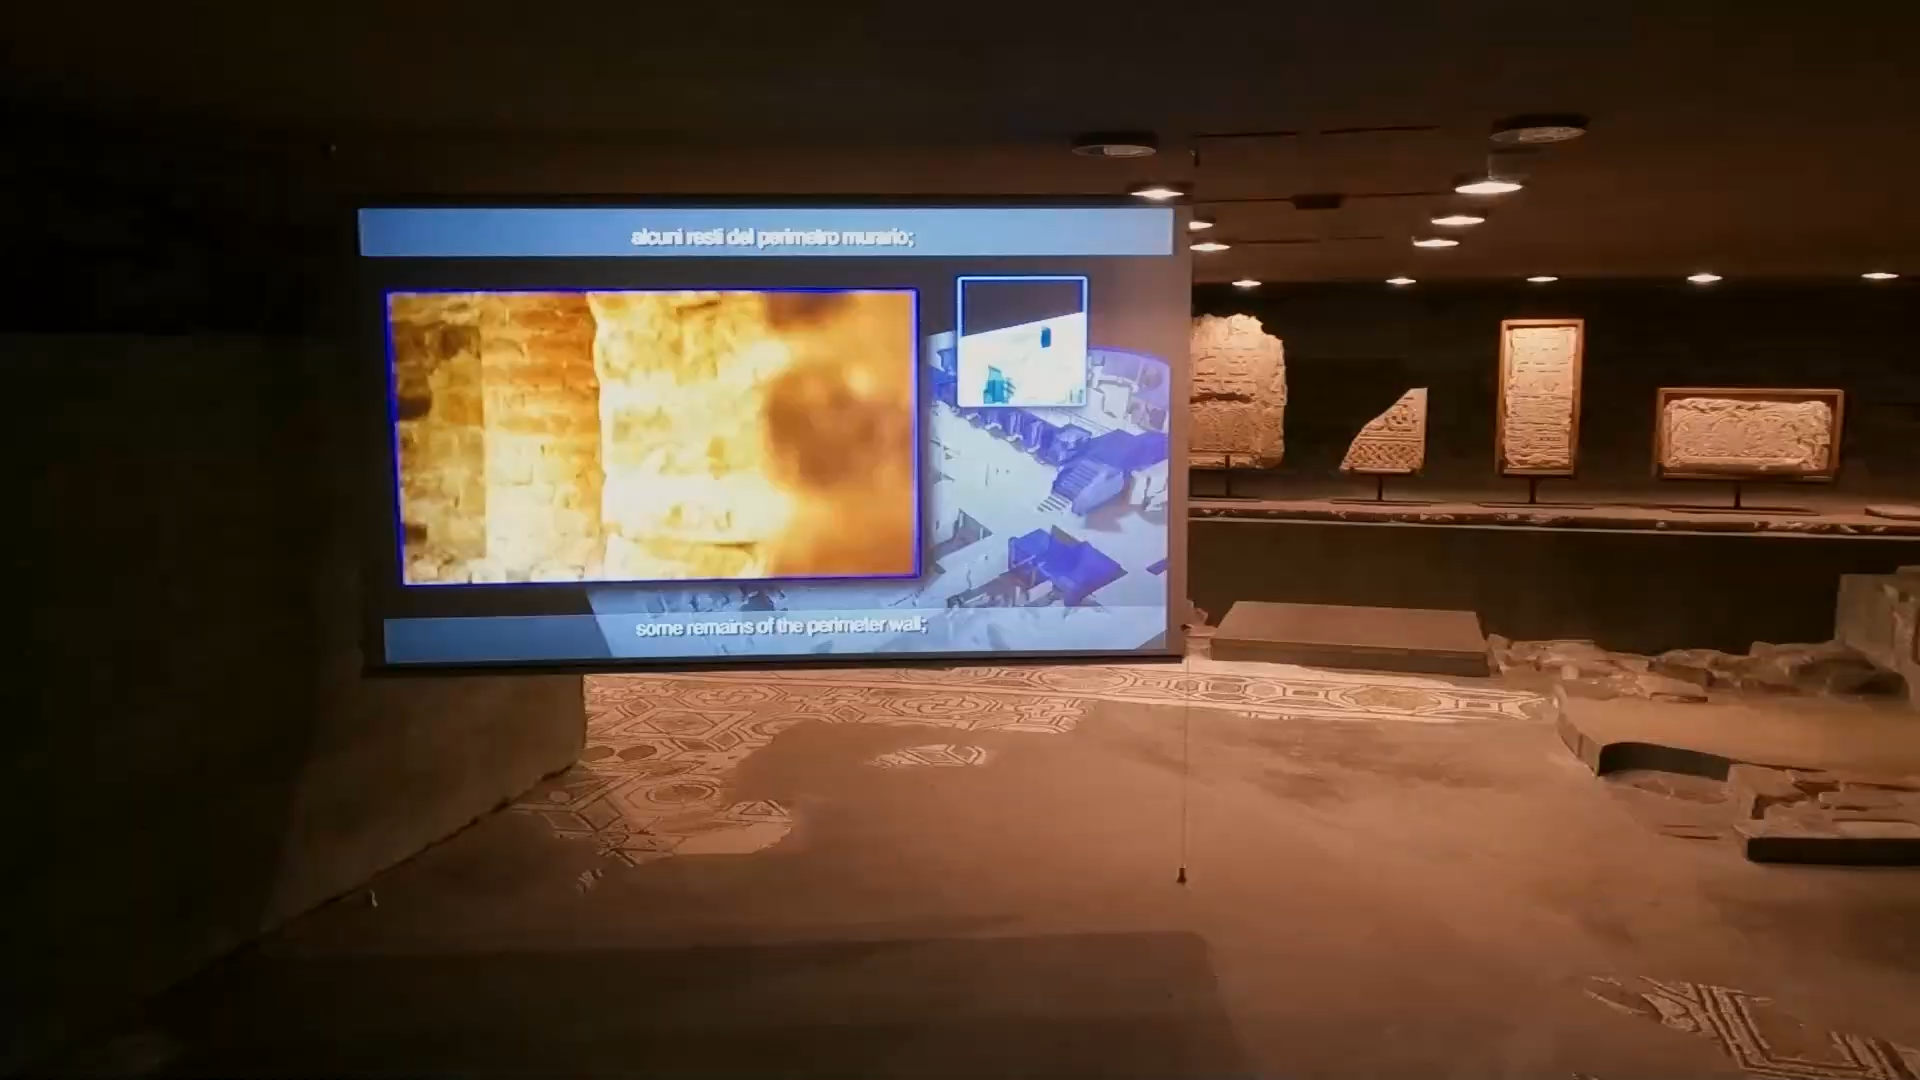 alcuni resti del perimetro murario;
some remains of the perimeter wall;